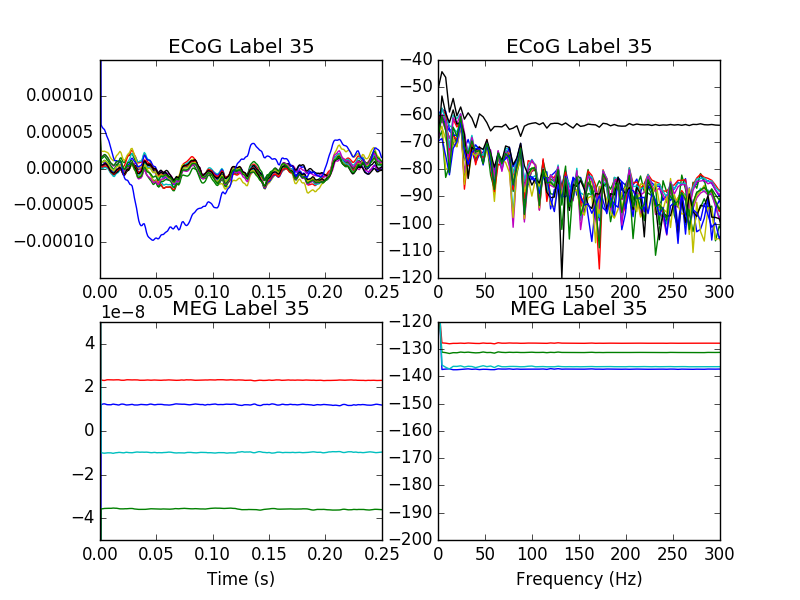 ECoG Label 35
ECoG Label 35
0.00010
0.00005
0.00000
−0.00005
−0.00010
0.00 0.05 0.10 0.15 0.20 0.25
−40
−50
−60
−70
−80
−90
−100
−110
−120
0 50 100 150 200 250 300
1e−8
MEG Label 35
MEG Label 35
4
2
0
−2
−4
0.00 0.05 0.10 0.15 0.20 0.25
Time (s)
−120
−130
−140
−150
−160
−170
−180
−190
−200
0 50 100 150 200 250 300
Frequency (Hz)